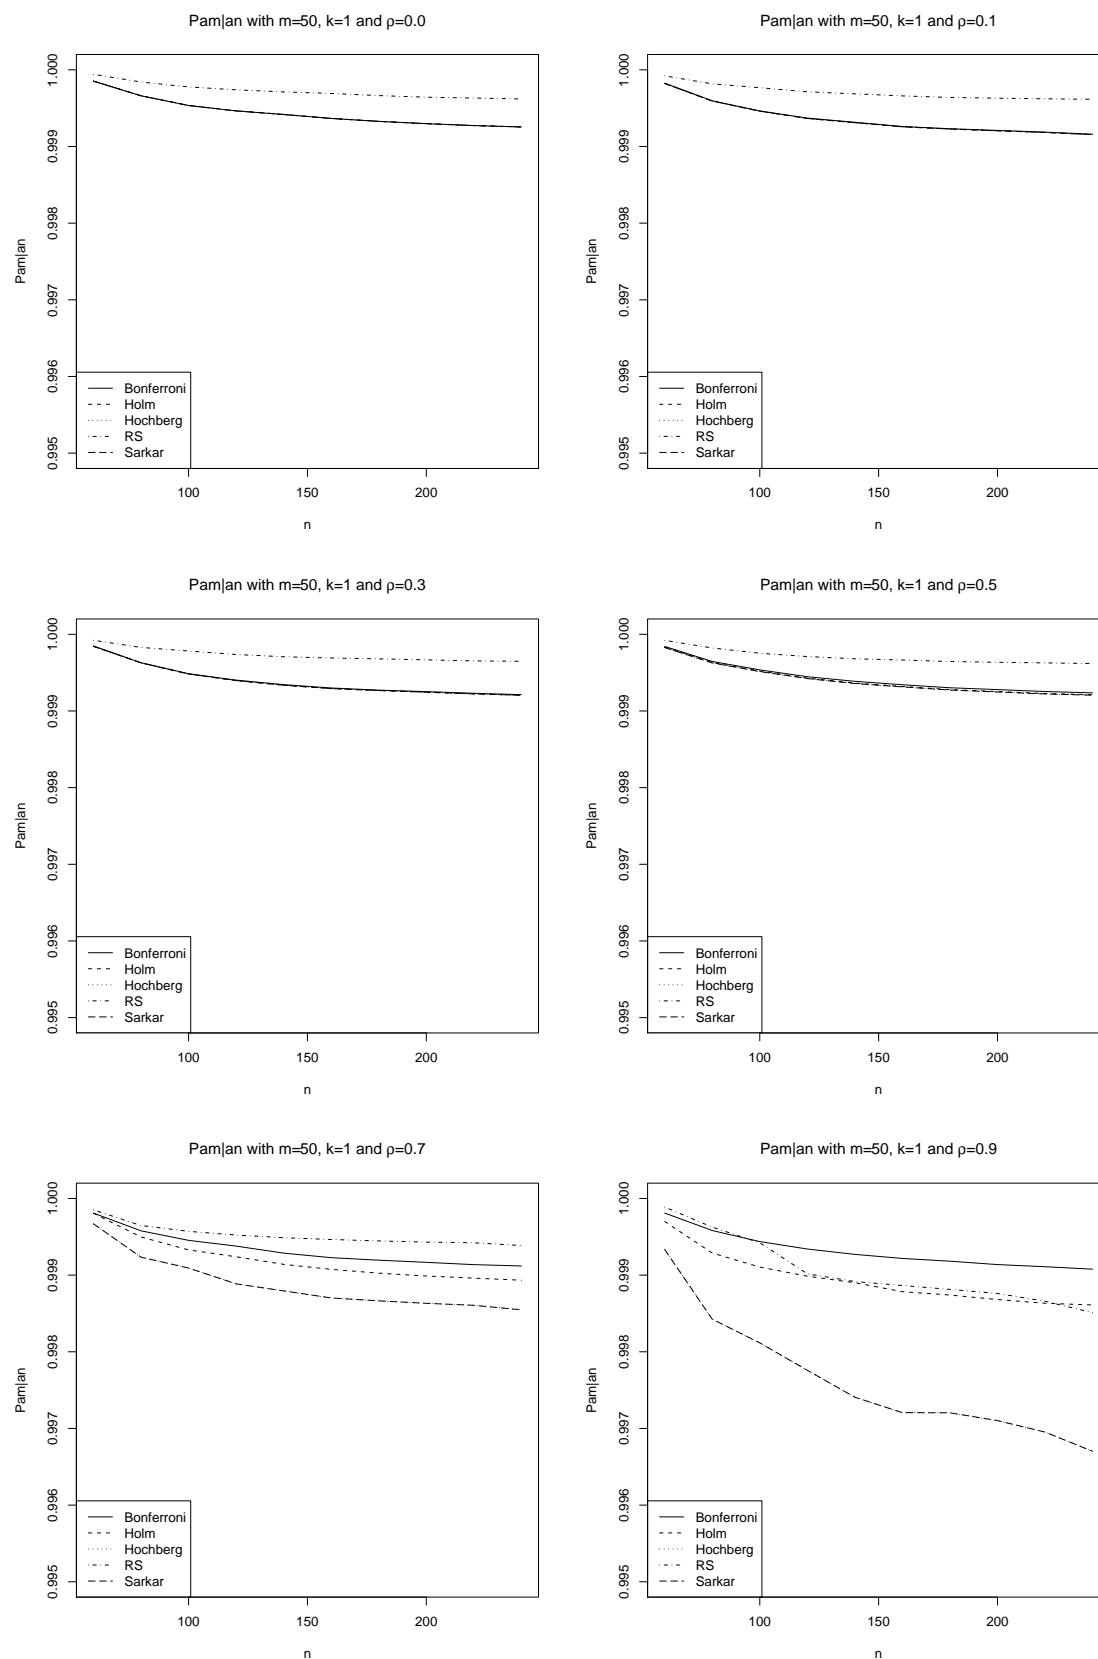 Pam|an with m=50, k=1 and ρ=0.0
1.000
0.999
0.998
0.997
0.996
0.995
Pam|an
Bonferroni
Holm
Hochberg
RS
Sarkar
100
150
200
n
Pam|an with m=50, k=1 and ρ=0.1
1.000
0.999
0.998
0.997
0.996
0.995
Pam|an
Bonferroni
Holm
Hochberg
RS
Sarkar
100
150
200
n
Pam|an with m=50, k=1 and ρ=0.3
1.000
0.999
0.998
0.997
0.996
0.995
Pam|an
Bonferroni
Holm
Hochberg
RS
Sarkar
100
150
200
n
Pam|an with m=50, k=1 and ρ=0.5
1.000
0.999
0.998
0.997
0.996
0.995
Pam|an
Bonferroni
Holm
Hochberg
RS
Sarkar
100
150
200
n
Pam|an with m=50, k=1 and ρ=0.7
1.000
0.999
0.998
0.997
0.996
0.995
Pam|an
Bonferroni
Holm
Hochberg
RS
Sarkar
100
150
200
n
Pam|an with m=50, k=1 and ρ=0.9
1.000
0.999
0.998
0.997
0.996
0.995
Pam|an
Bonferroni
Holm
Hochberg
RS
Sarkar
100
150
200
n